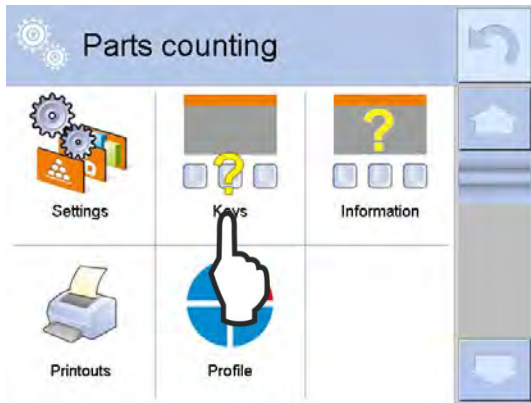 Parts counting
Settings
Keys
Information
Printouts
Profile